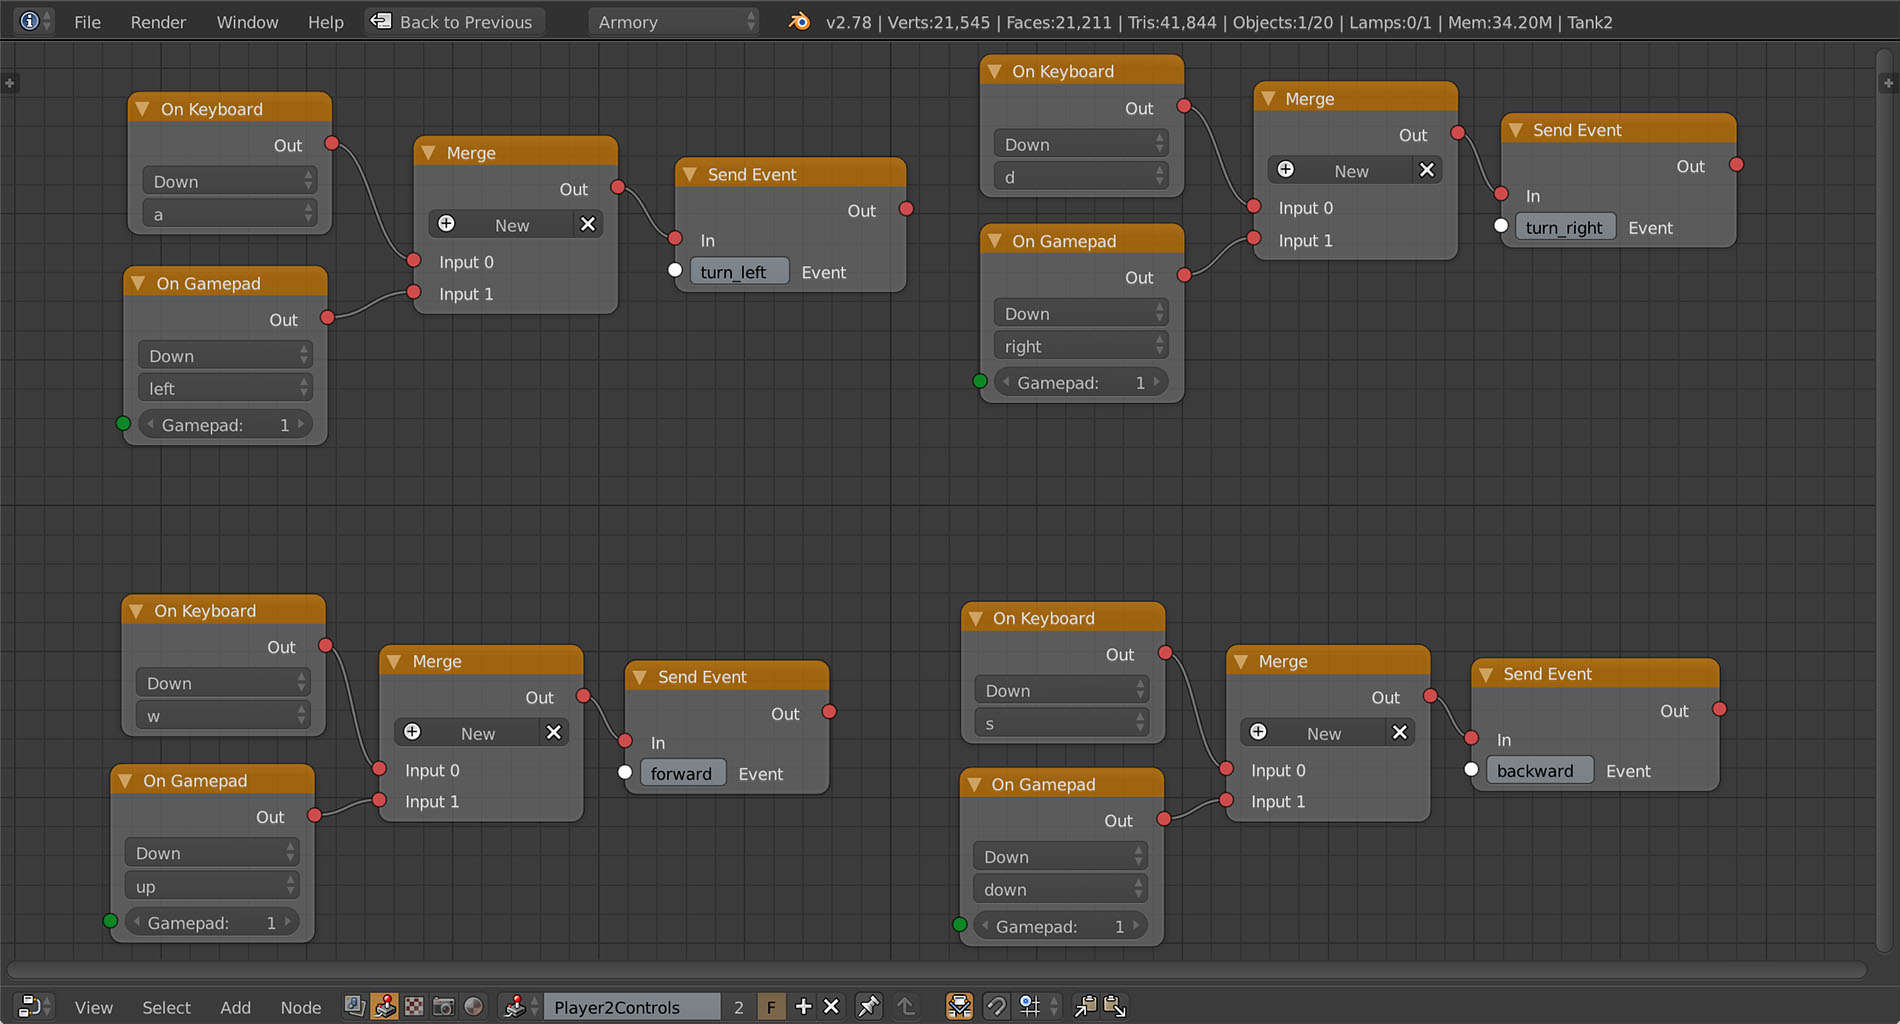 File Render Window Help Back to Previous Armory v2.78 | Verts:21,545 | Faces:21,211 | Tris:41,844 | Objects:1/20 | Lamps:0/1 | Mem:34.20M | Tank2
On Keyboard
Out
Down
a
On Gamepad
Out
Down
left
Gamepad: 1
Merge
Out
New
Input 0
Input 1
Send Event
Out
In
turn_left Event
On Keyboard
Out
Down
d
On Gamepad
Out
Down
right
Gamepad: 1
Merge
Out
New
Input 0
Input 1
Send Event
Out
In
turn_right Event
On Keyboard
Out
Down
w
On Gamepad
Out
Down
up
Gamepad: 1
Merge
Out
New
Input 0
Input 1
Send Event
Out
In
forward Event
On Keyboard
Out
Down
s
On Gamepad
Out
Down
down
Gamepad: 1
Merge
Out
New
Input 0
Input 1
Send Event
Out
In
backward Event
View Select Add Node Player2Controls 2 F